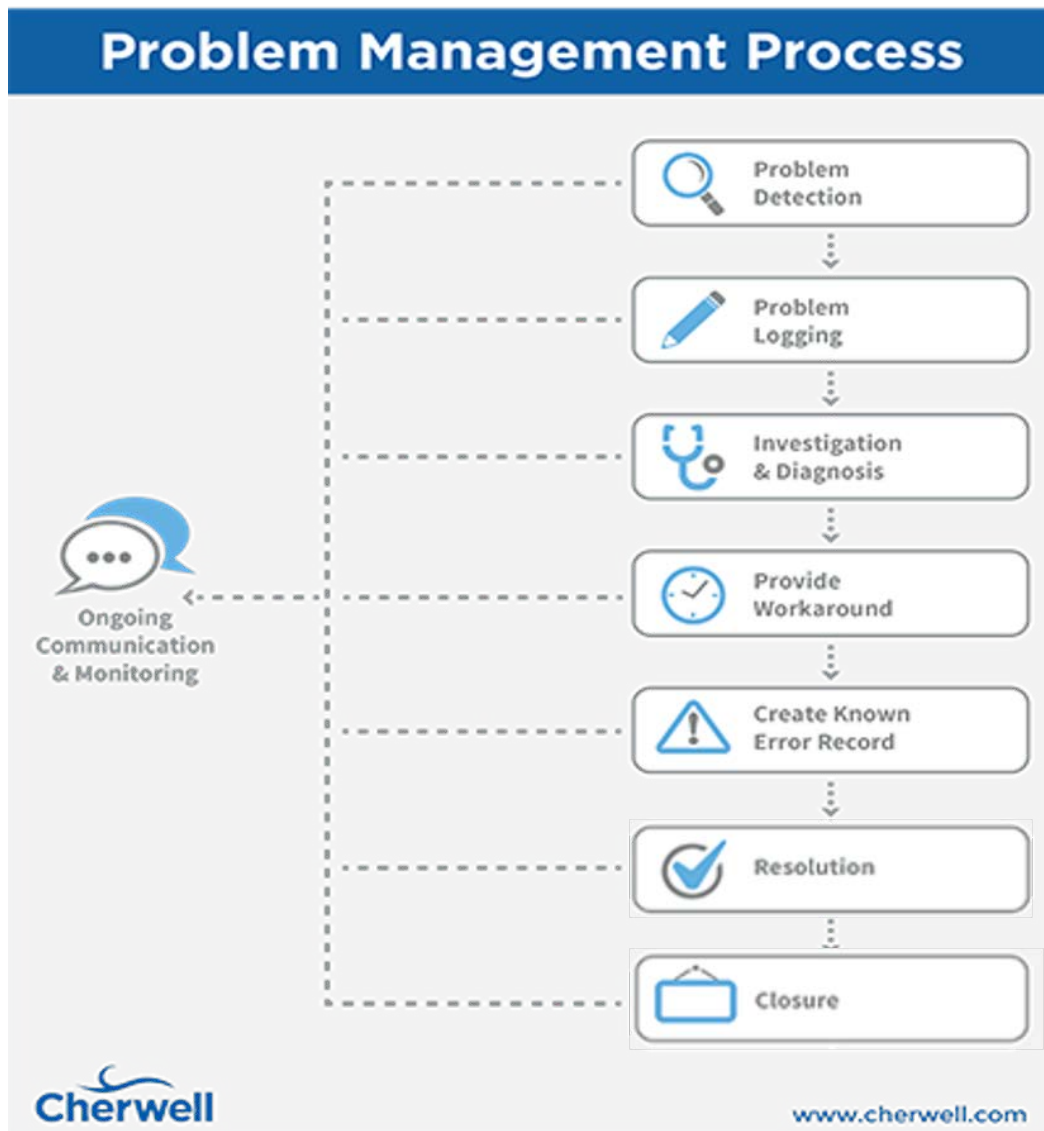 Problem Management Process
Problem
Detection
Problem
Logging
Investigation
& Diagnosis
Provide
Workaround
Create Known
Error Record
Resolution
Closure
Ongoing
Communication
& Monitoring
Cherwell
www.cherwell.com